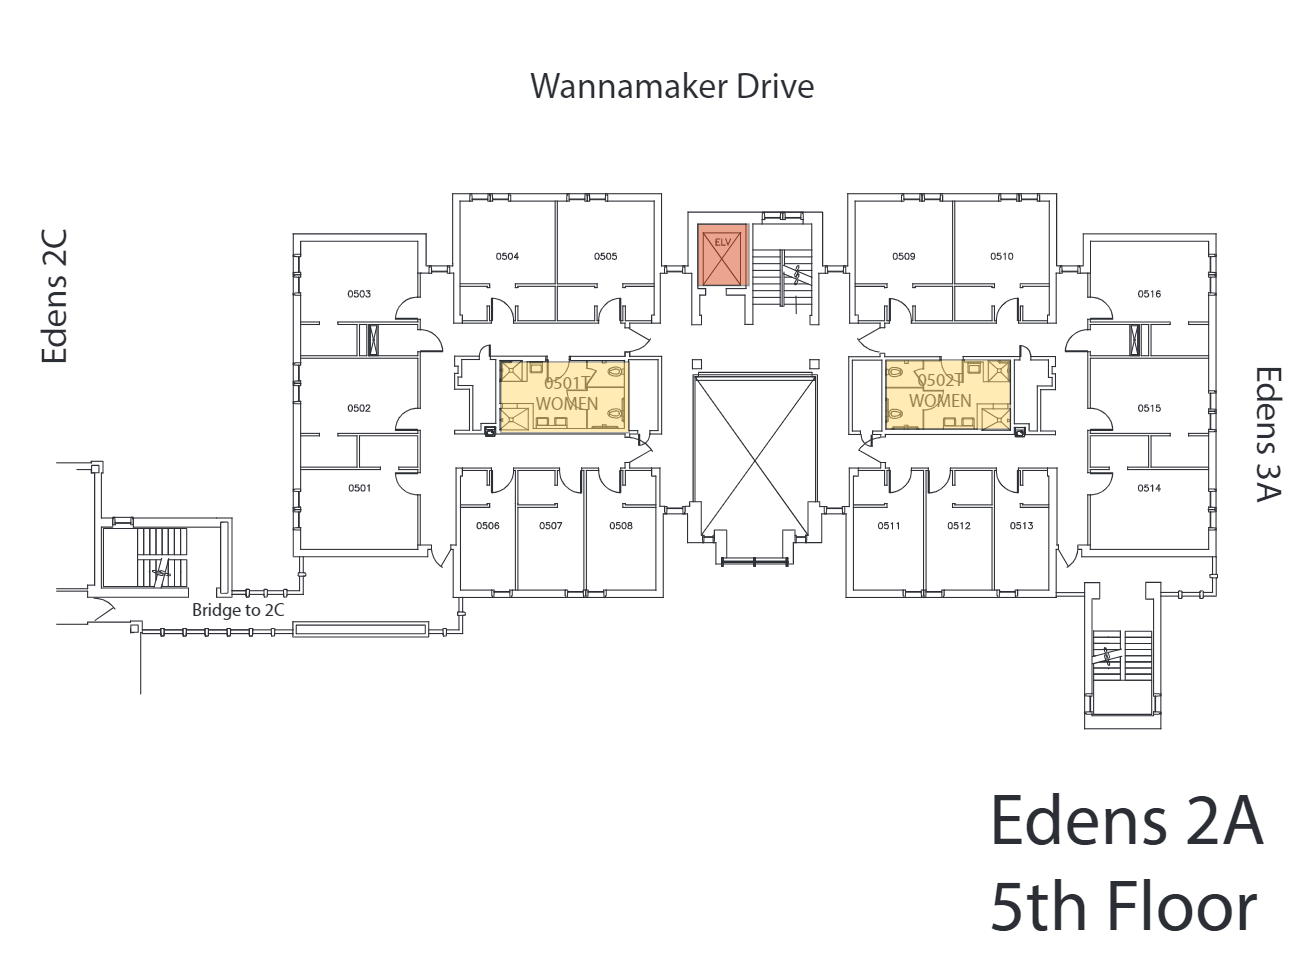 Wannamaker Drive
Edens 2C
ELV
0504
0505
0509
0510
0503
0516
0501T
WOMEN
0502T
WOMEN
0502
0515
Edens 3A
0501
0514
0506
0507
0508
0511
0512
0513
Bridge to 2C
Edens 2A
5th Floor